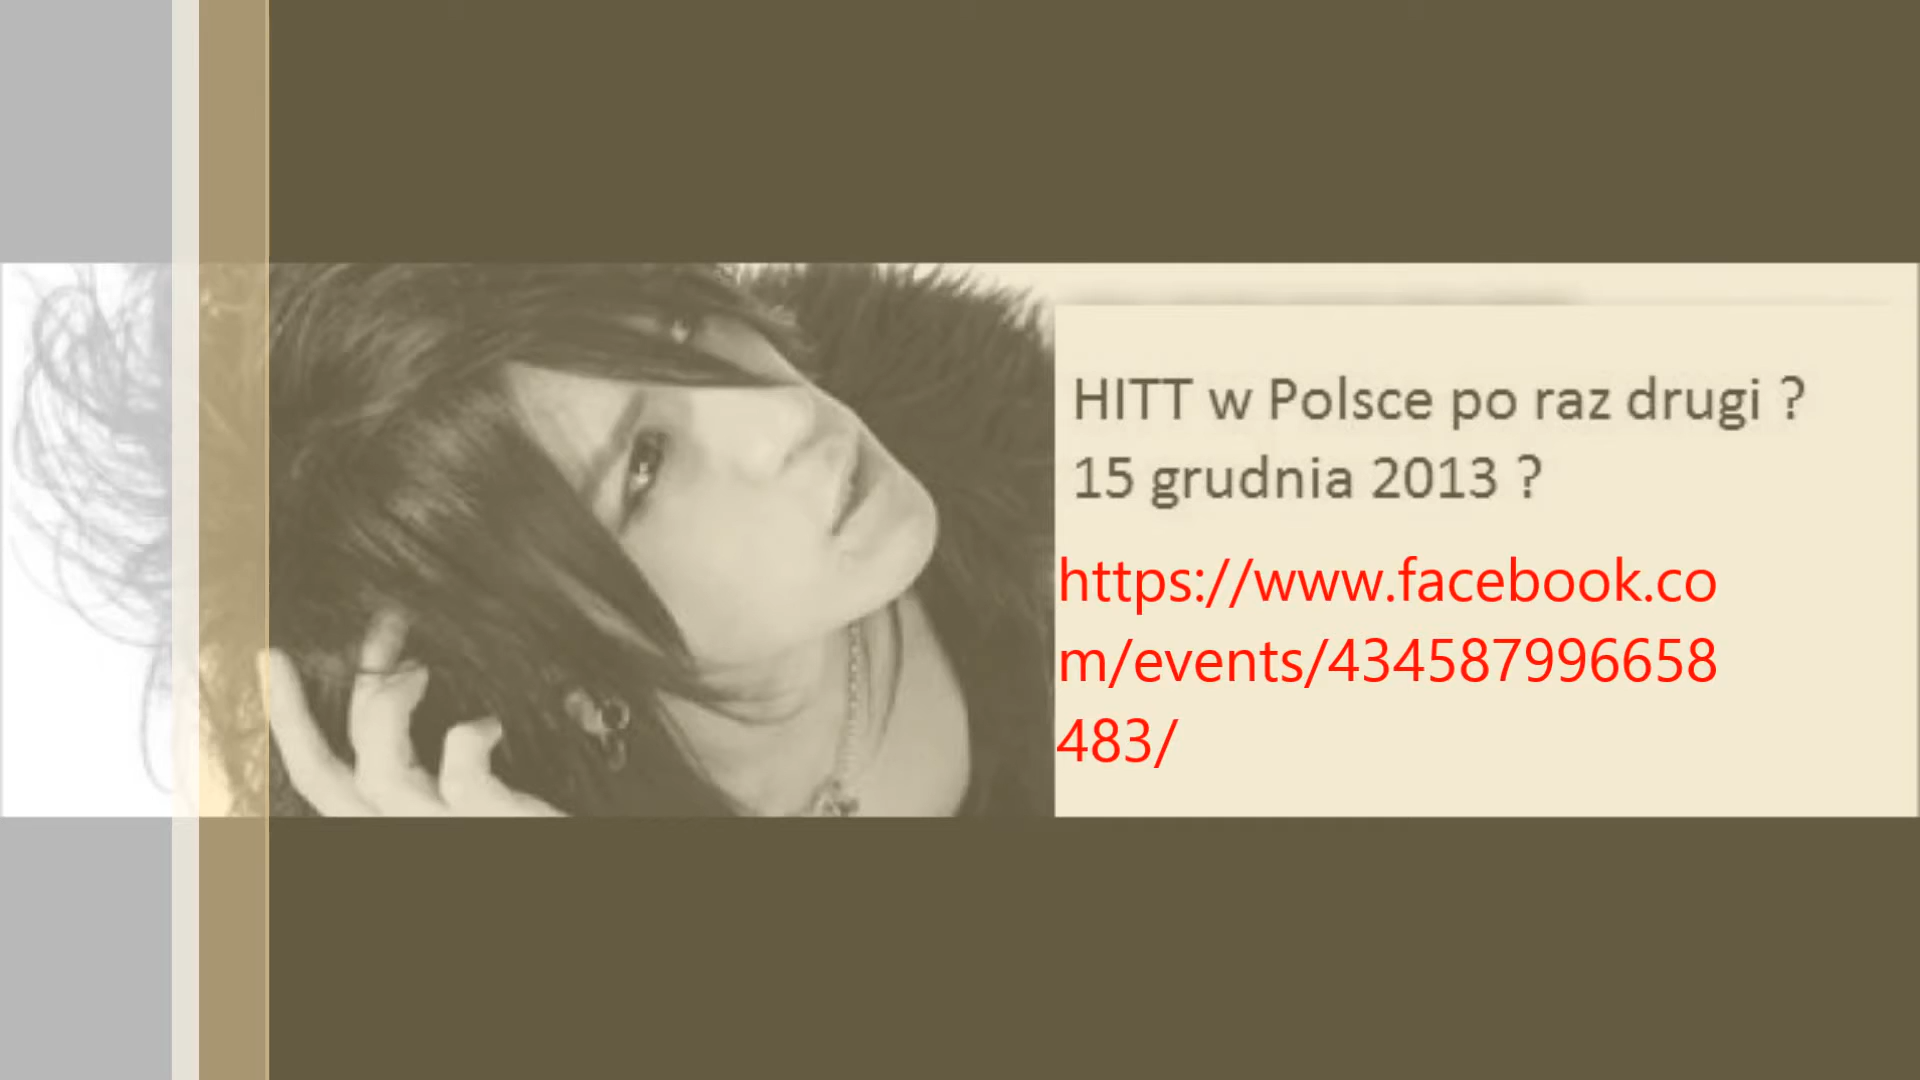 HITT w Polsce po raz drugi ?
15 grudnia 2013 ?
https://www.facebook.co
m/events/434587996658
483/